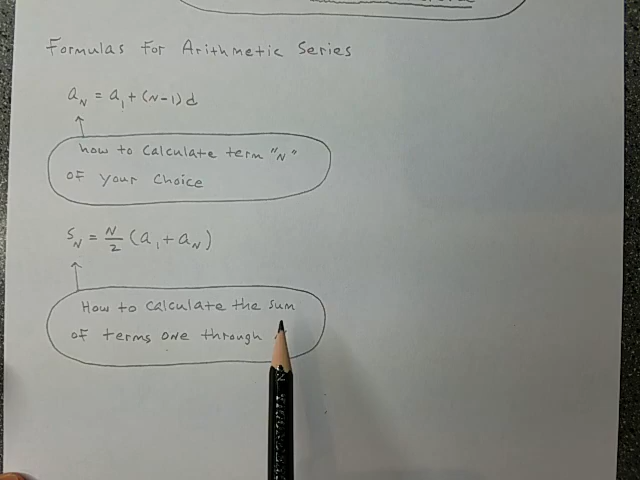 Formulas For Arithmetic Series
a_N = a_1 + (N-1)d
how to calculate term "N"
of your choice
S_N = N/2 (a_1 + a_N)
How to calculate the sum
of terms one through